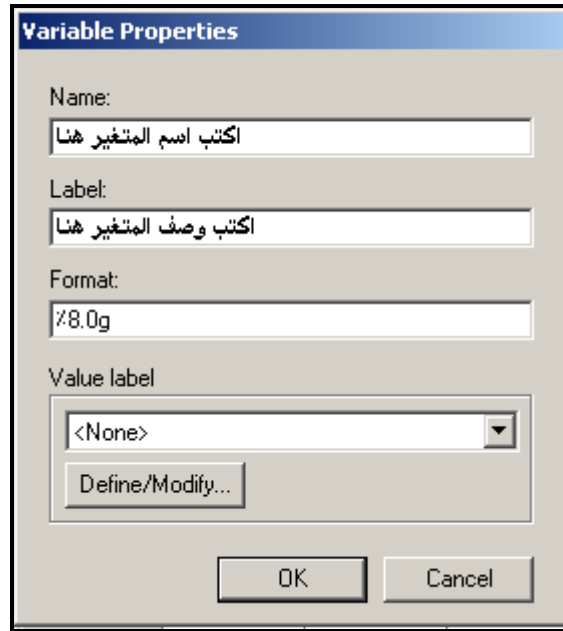 Variable Properties
Name:
اكتب اسم المتغير هنا
Label:
اكتب وصف المتغير هنا
Format:
%8.0g
Value label
<None>
Define/Modify...
OK
Cancel